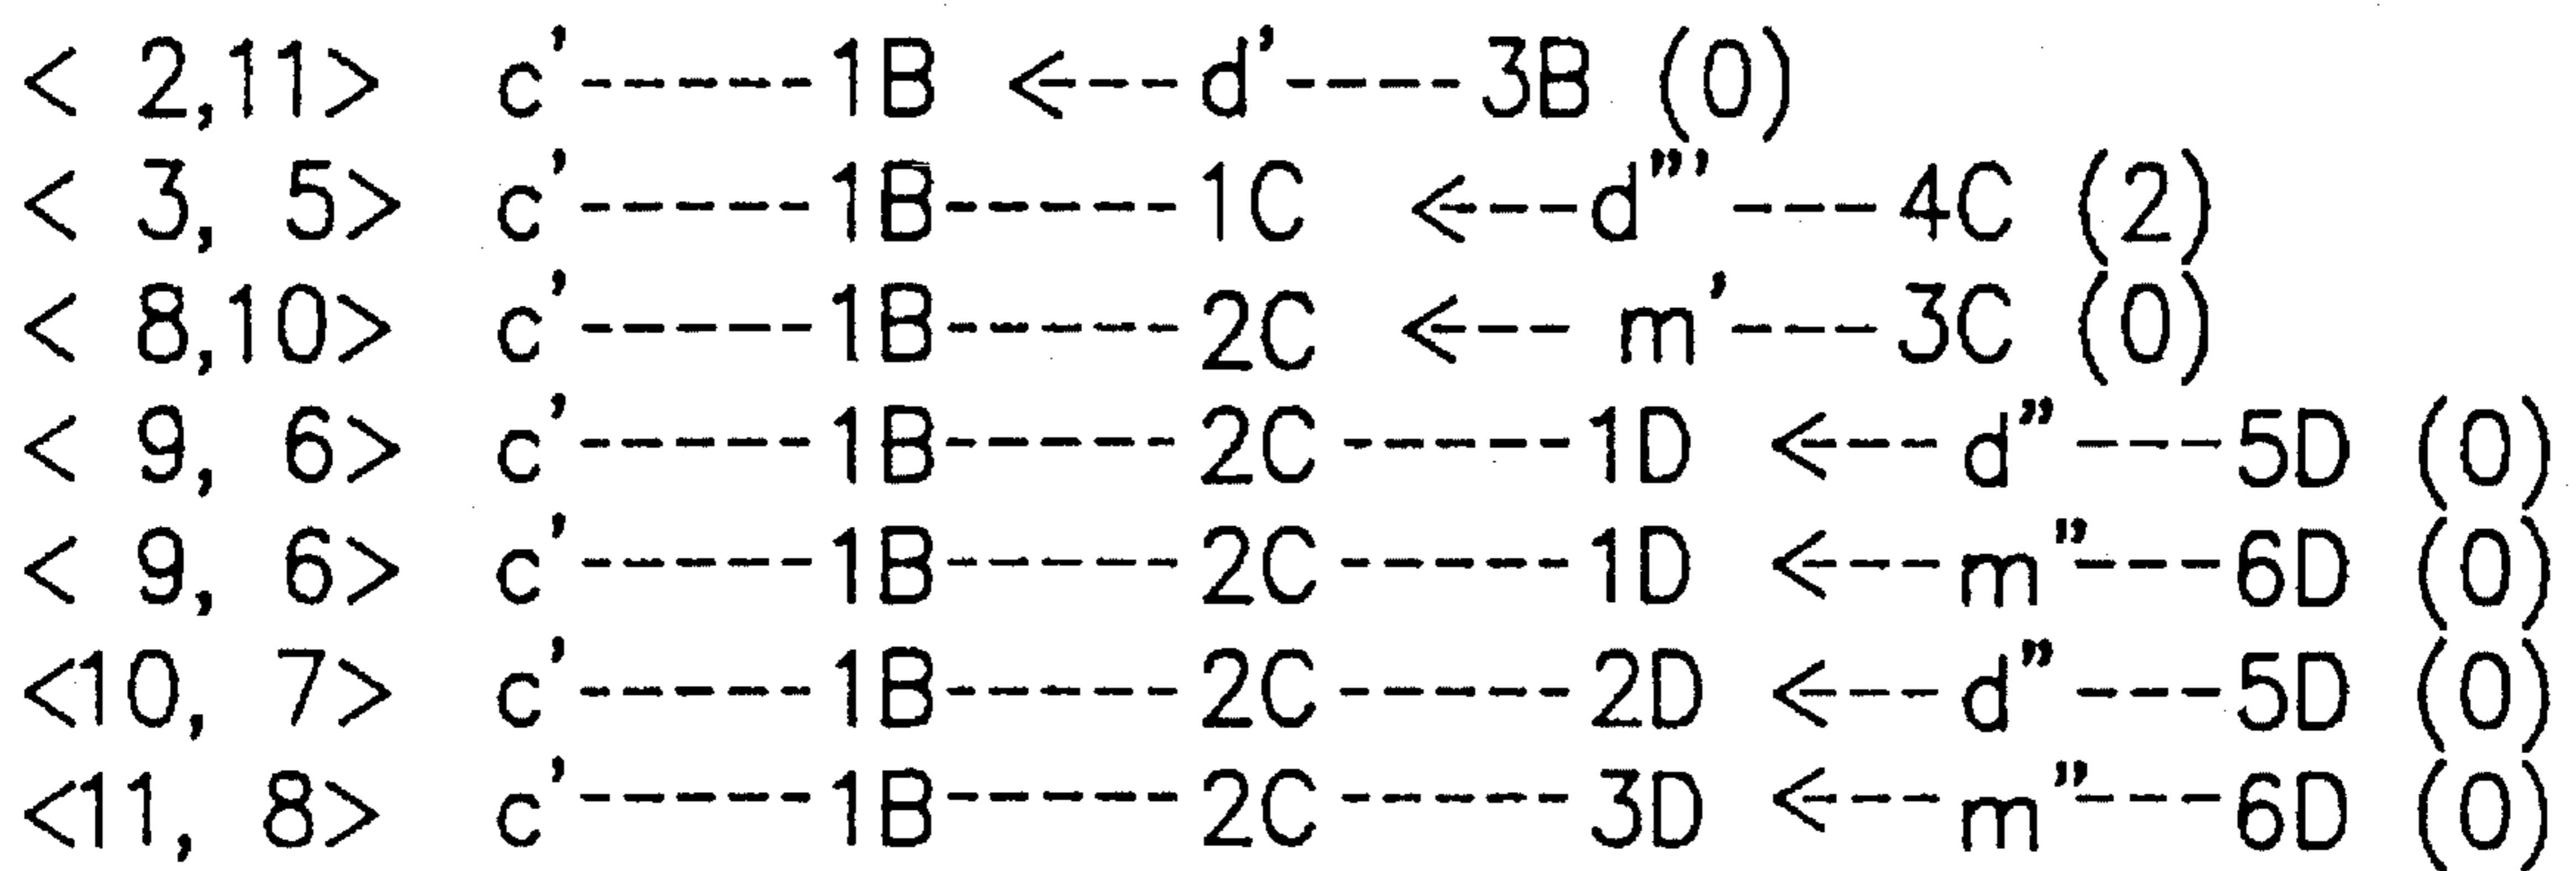 < 2,11> c'------1B <---d'----3B (0)
< 3, 5> c'------1B------1C <---d"'---4C (2)
< 8,10> c'------1B------2C <--- m'---3C (0)
< 9, 6> c'------1B------2C------1D <---d"---5D (0)
< 9, 6> c'------1B------2C------1D <---m"---6D (0)
<10, 7> c'------1B------2C------2D <---d"---5D (0)
<11, 8> c'------1B------2C------3D <---m"---6D (0)